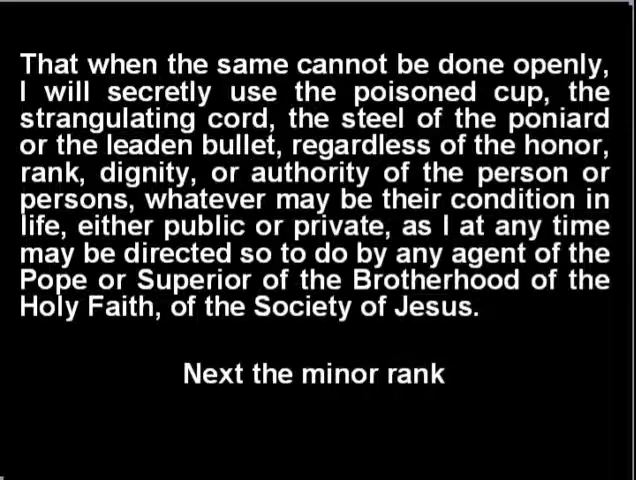 That when the same cannot be done openly,
I will secretly use the poisoned cup, the
strangulating cord, the steel of the poniard
or the leaden bullet, regardless of the honor,
rank, dignity, or authority of the person or
persons, whatever may be their condition in
life, either public or private, as I at any time
may be directed so to do by any agent of the
Pope or Superior of the Brotherhood of the
Holy Faith, of the Society of Jesus.
Next the minor rank